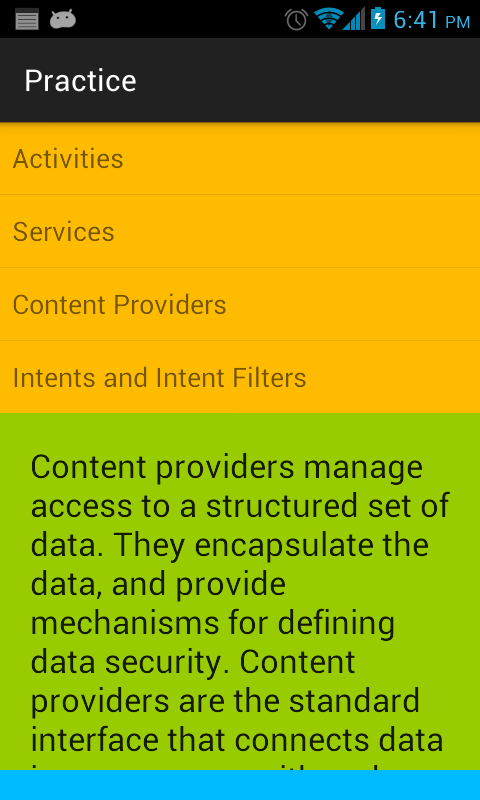 6:41 PM
Practice
Activities
Services
Content Providers
Intents and Intent Filters
Content providers manage
access to a structured set of
data. They encapsulate the
data, and provide
mechanisms for defining
data security. Content
providers are the standard
interface that connects data